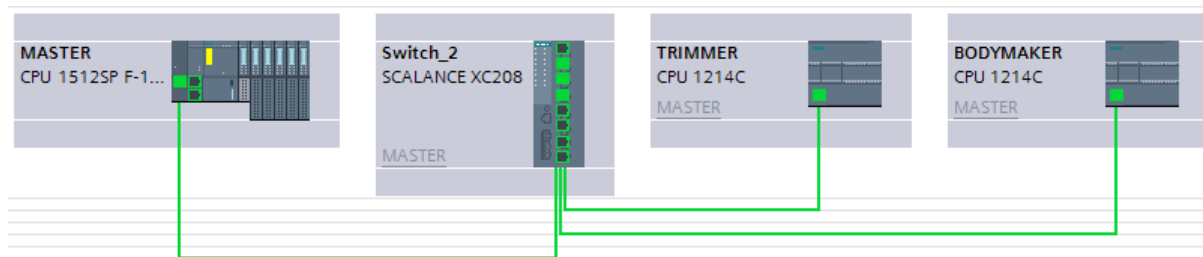 MASTER
CPU 1512SP F-1...
Switch_2
SCALANCE XC208
MASTER
TRIMMER
CPU 1214C
MASTER
BODYMAKER
CPU 1214C
MASTER